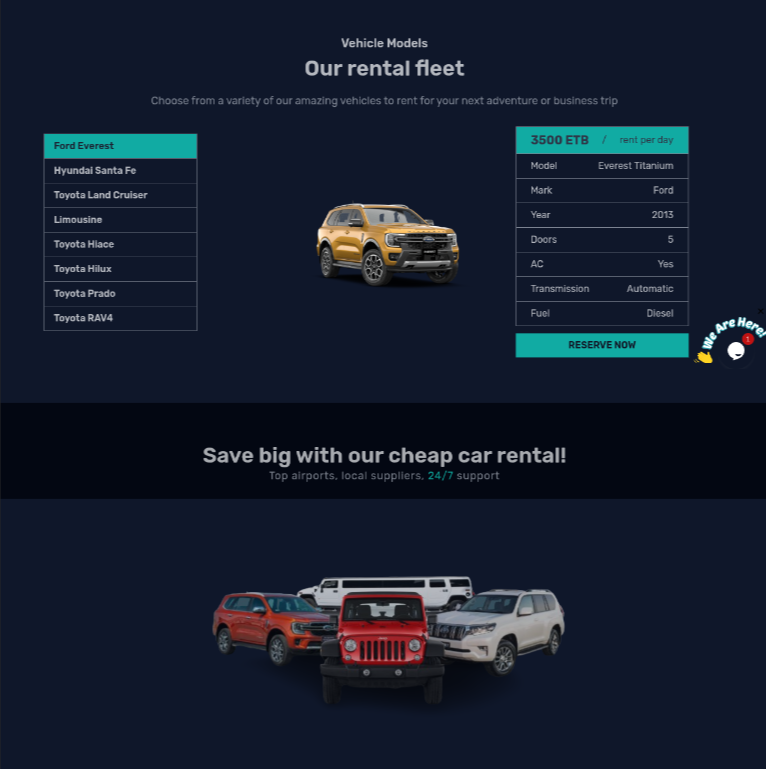 Vehicle Models
Our rental fleet
Choose from a variety of our amazing vehicles to rent for your next adventure or business trip
Ford Everest
Hyundai Santa Fe
Toyota Land Cruiser
Limousine
Toyota Hiace
Toyota Hilux
Toyota Prado
Toyota RAV4
3500 ETB / rent per day
Model Everest Titanium
Mark Ford
Year 2013
Doors 5
AC Yes
Transmission Automatic
Fuel Diesel
RESERVE NOW
We Are Here!
1
Save big with our cheap car rental!
Top airports, local suppliers, 24/7 support